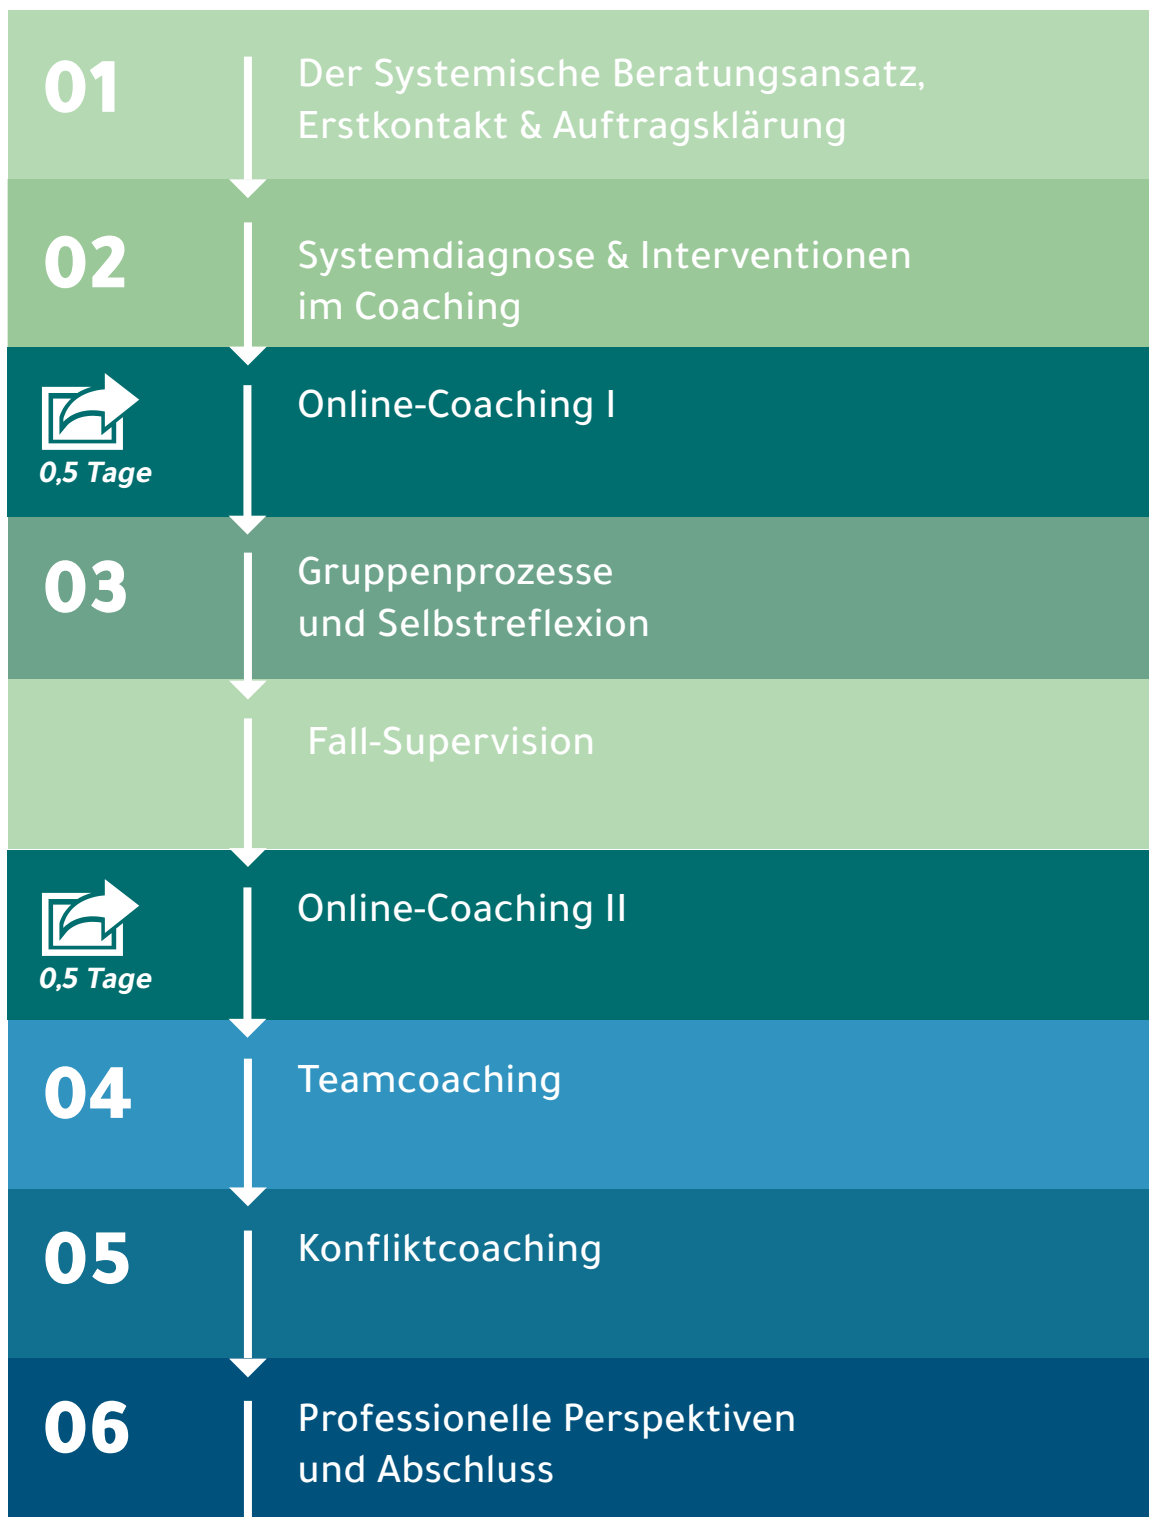 01
Der Systemische Beratungsansatz,
Erstkontakt & Auftragsklärung
02
Systemdiagnose & Interventionen
im Coaching
Online-Coaching I
0,5 Tage
03
Gruppenprozesse
und Selbstreflexion
Fall-Supervision
Online-Coaching II
0,5 Tage
04
Teamcoaching
05
Konfliktcoaching
06
Professionelle Perspektiven
und Abschluss